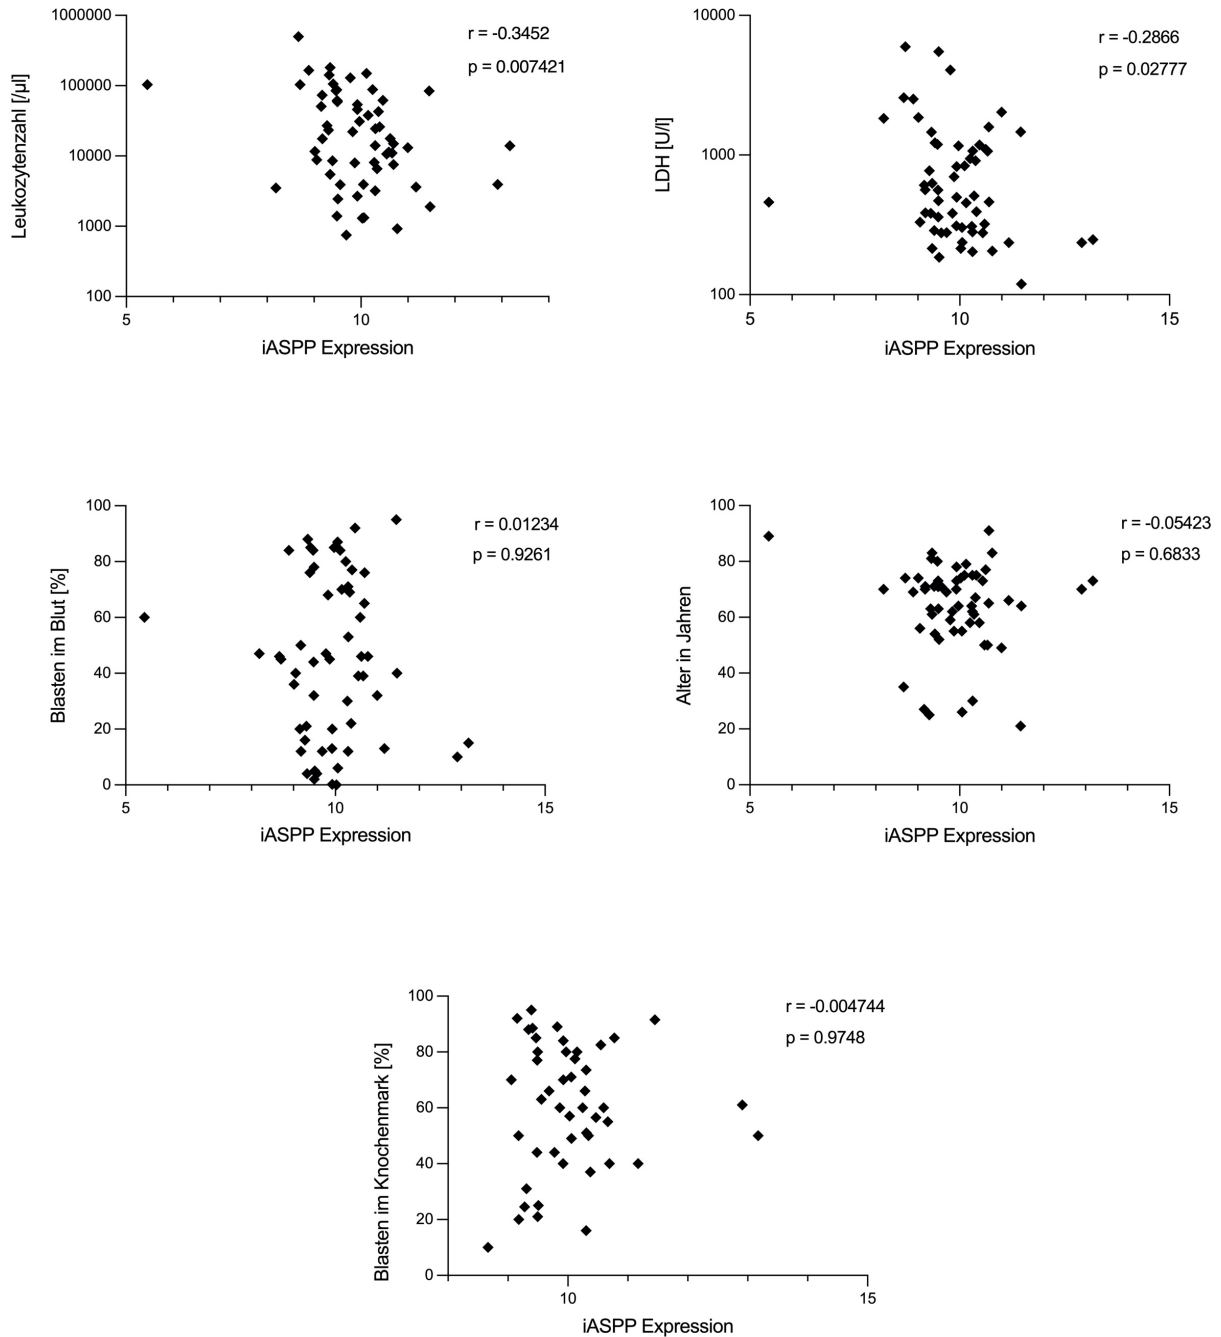 1000000
100000
10000
1000
100
5
10
Leukozytenzahl [/µl]
iASPP Expression
r = -0.3452
p = 0.007421
10000
1000
100
5
10
15
LDH [U/l]
iASPP Expression
r = -0.2866
p = 0.02777
100
80
60
40
20
0
5
10
15
Blasten im Blut [%]
iASPP Expression
r = 0.01234
p = 0.9261
100
80
60
40
20
0
5
10
15
Alter in Jahren
iASPP Expression
r = -0.05423
p = 0.6833
100
80
60
40
20
0
10
15
Blasten im Knochenmark [%]
iASPP Expression
r = -0.004744
p = 0.9748